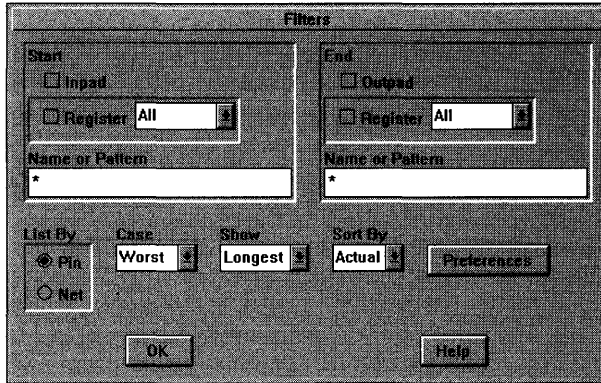 Filters
Start
Inpad
Register All
Name or Pattern
*
End
Outpad
Register All
Name or Pattern
*
List By
Pin
Net
Case
Worst
Show
Longest
Sort By
Actual
Preferences
OK
Help